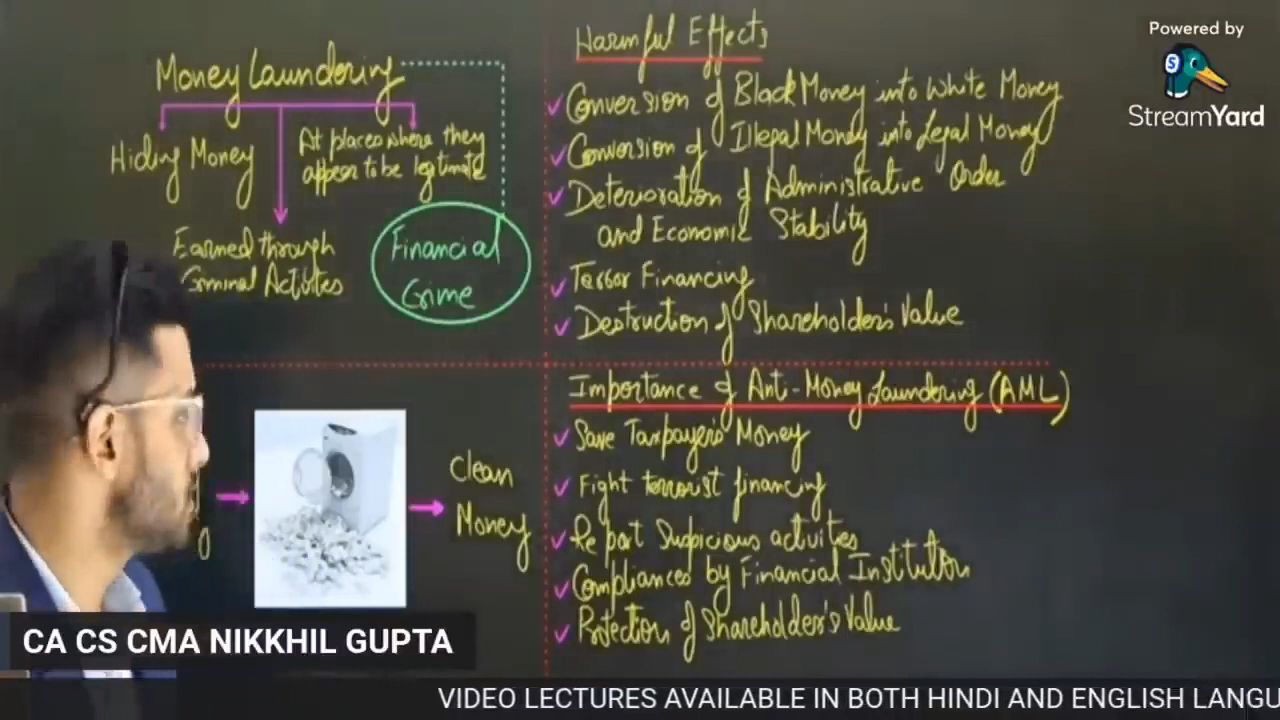 Money Laundering
Hiding Money
At places where they
appear to be legitimate
Earned through
Criminal Activities
Financial
Crime
Clean
Money
Harmful Effects
Conversion of Black Money into White Money
Conversion of Illegal Money into Legal Money
Deterioration of Administrative Order
and Economic Stability
Terror Financing
Destruction of Shareholder's Value
Importance of Anti-Money Laundering (AML)
Save Taxpayer's Money
Fight terrorist financing
Report Suspicious activities
Compliances by Financial Institution
Protection of Shareholder's Value
Powered by
S
StreamYard
CA CS CMA NIKKHIL GUPTA
VIDEO LECTURES AVAILABLE IN BOTH HINDI AND ENGLISH LANGU